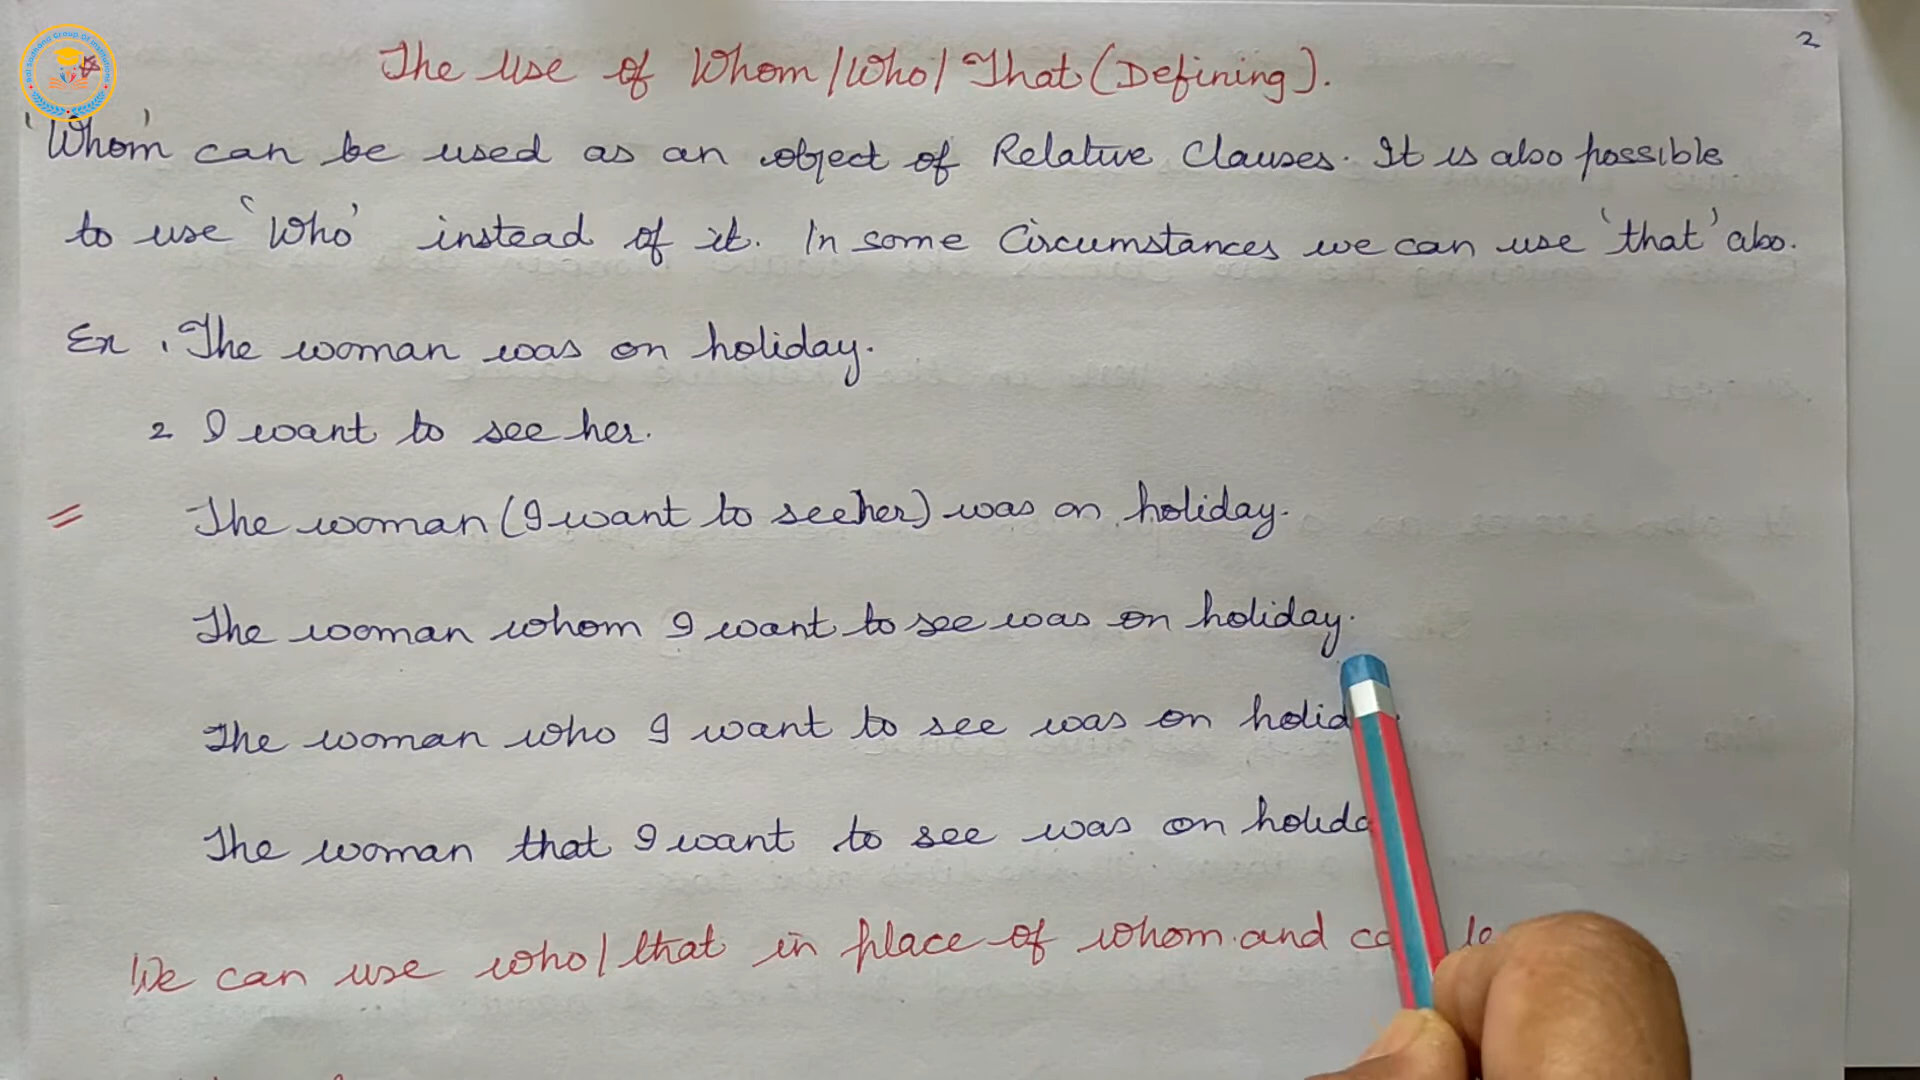 2
The Use of Whom/Who/That (Defining).
'Whom' can be used as an object of Relative Clauses. It is also possible
to use 'Who' instead of it. In some Circumstances we can use 'that' also.
Ex 1. The woman was on holiday.
2 I want to see her.
= The woman (I want to see her) was on holiday.
The woman whom I want to see was on holiday.
The woman who I want to see was on holid
The woman that I want to see was on holida
We can use who/that in place of whom. and